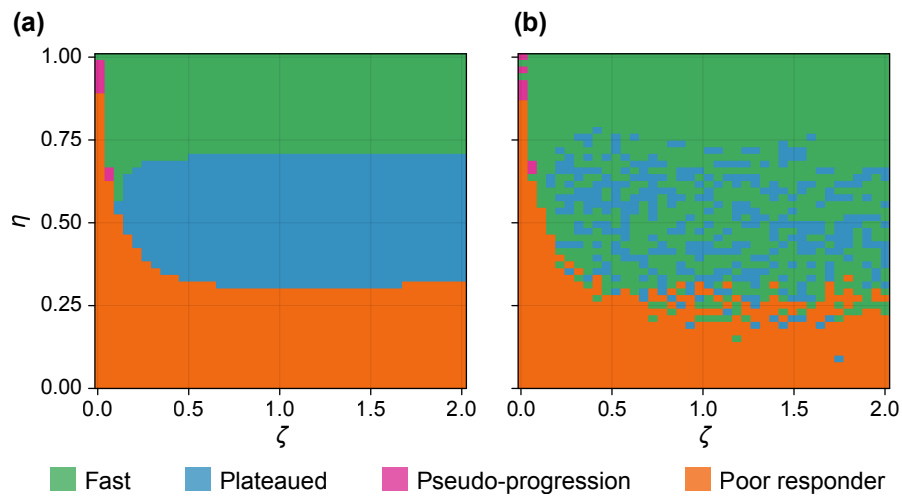 (a) (b)
1.00
0.75
0.50
0.25
0.00
η
0.0 0.5 1.0 1.5 2.0 0.0 0.5 1.0 1.5 2.0
ζ ζ
Fast Plateaued Pseudo-progression Poor responder